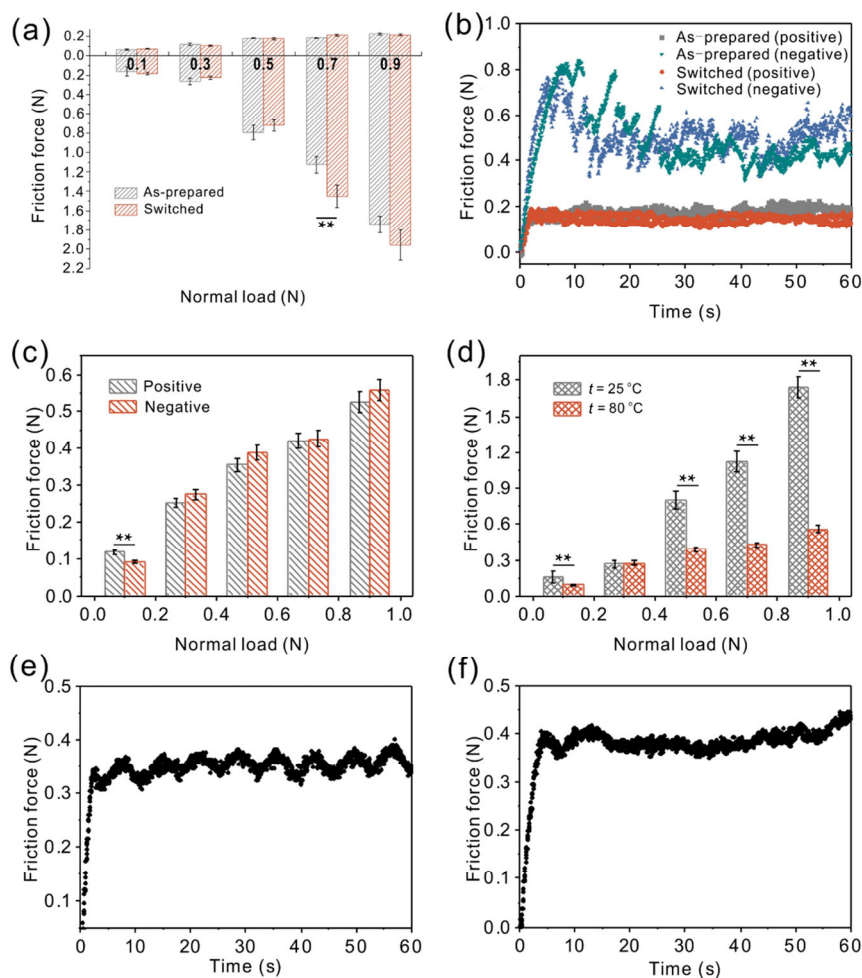 (a)
Friction force (N)
0.2
0.0
0.2
0.4
0.6
0.8
1.0
1.2
1.4
1.6
1.8
2.0
2.2
0.1 0.3 0.5 0.7 0.9
As-prepared
Switched
**
Normal load (N)
(b)
Friction force (N)
1.0
0.8
0.6
0.4
0.2
0.0
As-prepared (positive)
As-prepared (negative)
Switched (positive)
Switched (negative)
0 10 20 30 40 50 60
Time (s)
(c)
Friction force (N)
0.6
0.5
0.4
0.3
0.2
0.1
0.0
Positive
Negative
**
0.0 0.2 0.4 0.6 0.8 1.0
Normal load (N)
(d)
Friction force (N)
1.8
1.5
1.2
0.9
0.6
0.3
0.0
t = 25 °C
t = 80 °C
**
**
**
**
0.0 0.2 0.4 0.6 0.8 1.0
Normal load (N)
(e)
Friction force (N)
0.5
0.4
0.3
0.2
0.1
0 10 20 30 40 50 60
Time (s)
(f)
Friction force (N)
0.5
0.4
0.3
0.2
0.1
0.0
0 10 20 30 40 50 60
Time (s)